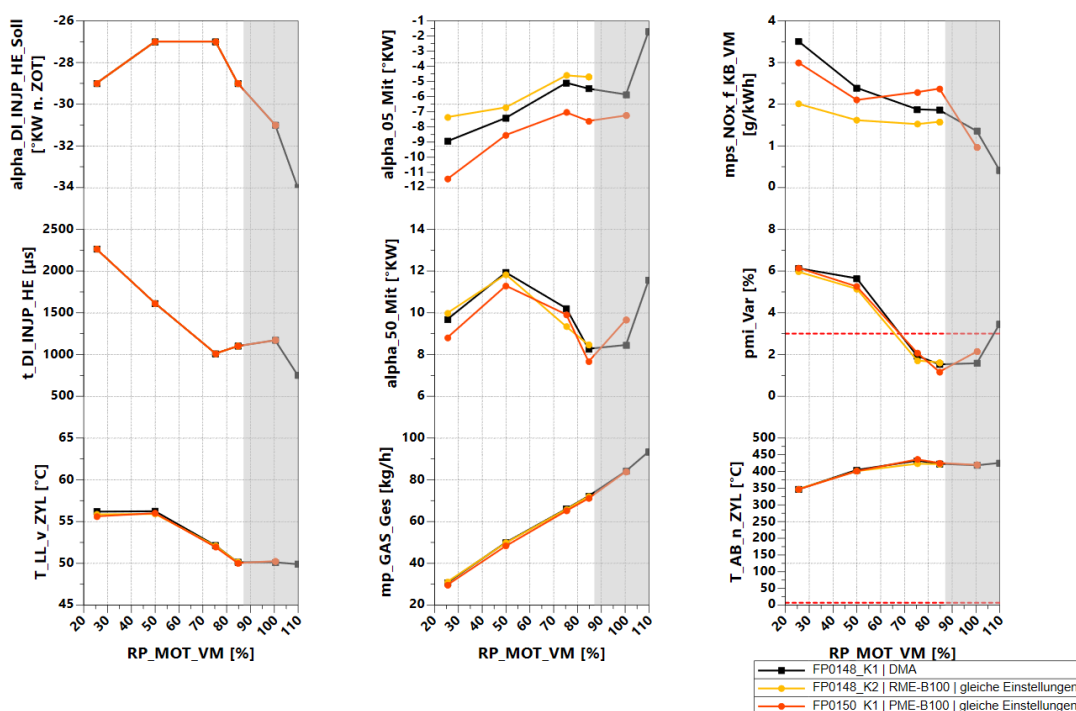 alpha_DI_INJP_HE_Soll
[°KW n. ZOT]
-26
-28
-30
-32
-34
alpha_05_Mit [°KW]
-1
-2
-3
-4
-5
-6
-7
-8
-9
-10
-11
-12
mps_NOx_f_KB_VM
[g/kWh]
4
3
2
1
0
t_DI_INJP_HE [µs]
2500
2000
1500
1000
500
alpha_50_Mit [°KW]
14
12
10
8
6
pmi_Var [%]
8
6
4
2
0
T_LL_v_ZYL [°C]
65
60
55
50
45
mp_GAS_Ges [kg/h]
100
80
60
40
20
T_AB_n_ZYL [°C]
500
450
400
350
300
250
200
150
100
50
0
20 30 40 50 60 70 80 90 100 110
20 30 40 50 60 70 80 90 100 110
20 30 40 50 60 70 80 90 100 110
RP_MOT_VM [%]
RP_MOT_VM [%]
RP_MOT_VM [%]
FP0148_K1 | DMA
FP0148_K2 | RME-B100 | gleiche Einstellungen
FP0150_K1 | PME-B100 | gleiche Einstellungen